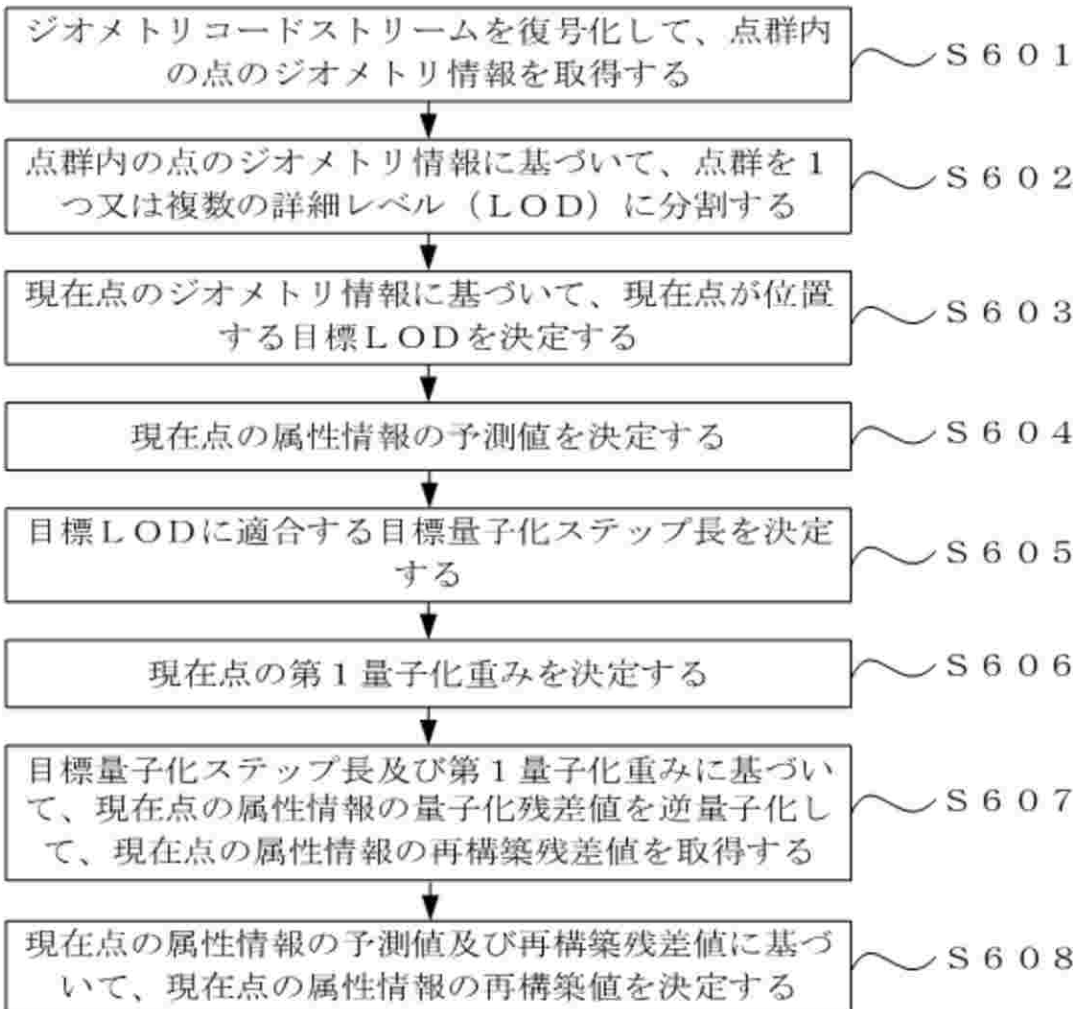 ジオメトリコードストリームを復号化して、点群内
の点のジオメトリ情報を取得する
S601
点群内の点のジオメトリ情報に基づいて、点群を1
つ又は複数の詳細レベル（LOD）に分割する
S602
現在点のジオメトリ情報に基づいて、現在点が位置
する目標LODを決定する
S603
現在点の属性情報の予測値を決定する
S604
目標LODに適合する目標量子化ステップ長を決定
する
S605
現在点の第1量子化重みを決定する
S606
目標量子化ステップ長及び第1量子化重みに基づい
て、現在点の属性情報の量子化残差値を逆量子化し
て、現在点の属性情報の再構築残差値を取得する
S607
現在点の属性情報の予測値及び再構築残差値に基づ
いて、現在点の属性情報の再構築値を決定する
S608